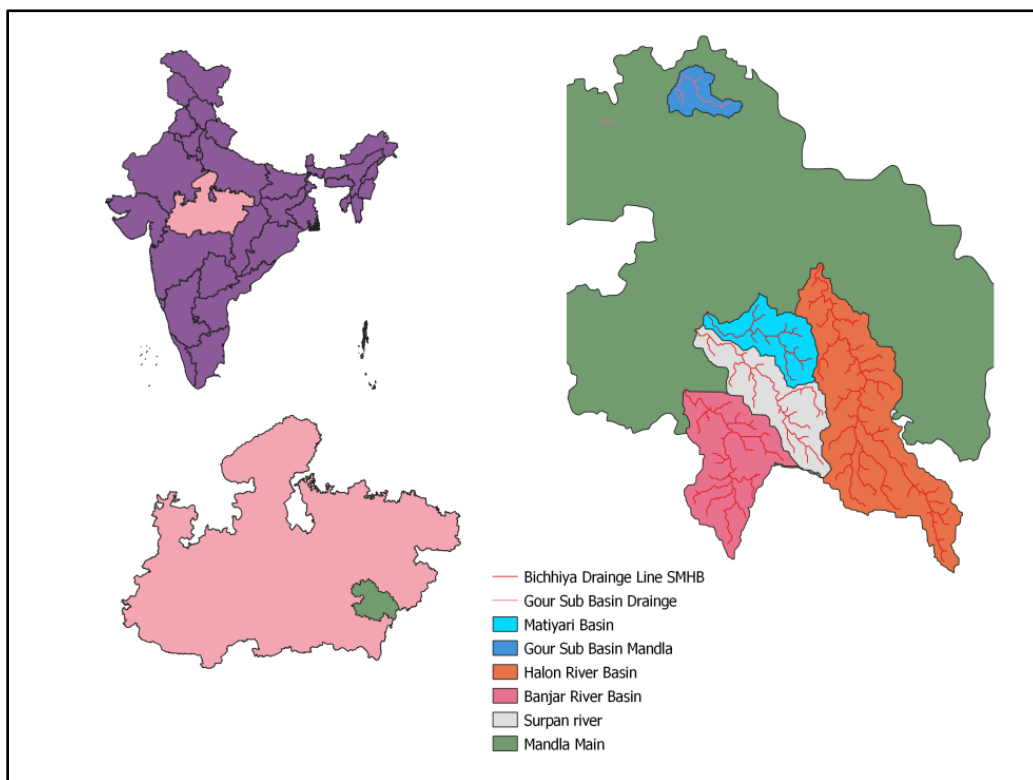 Bichhiya Drainge Line SMHB
Gour Sub Basin Drainge
Matiyari Basin
Gour Sub Basin Mandla
Halon River Basin
Banjar River Basin
Surpan river
Mandla Main